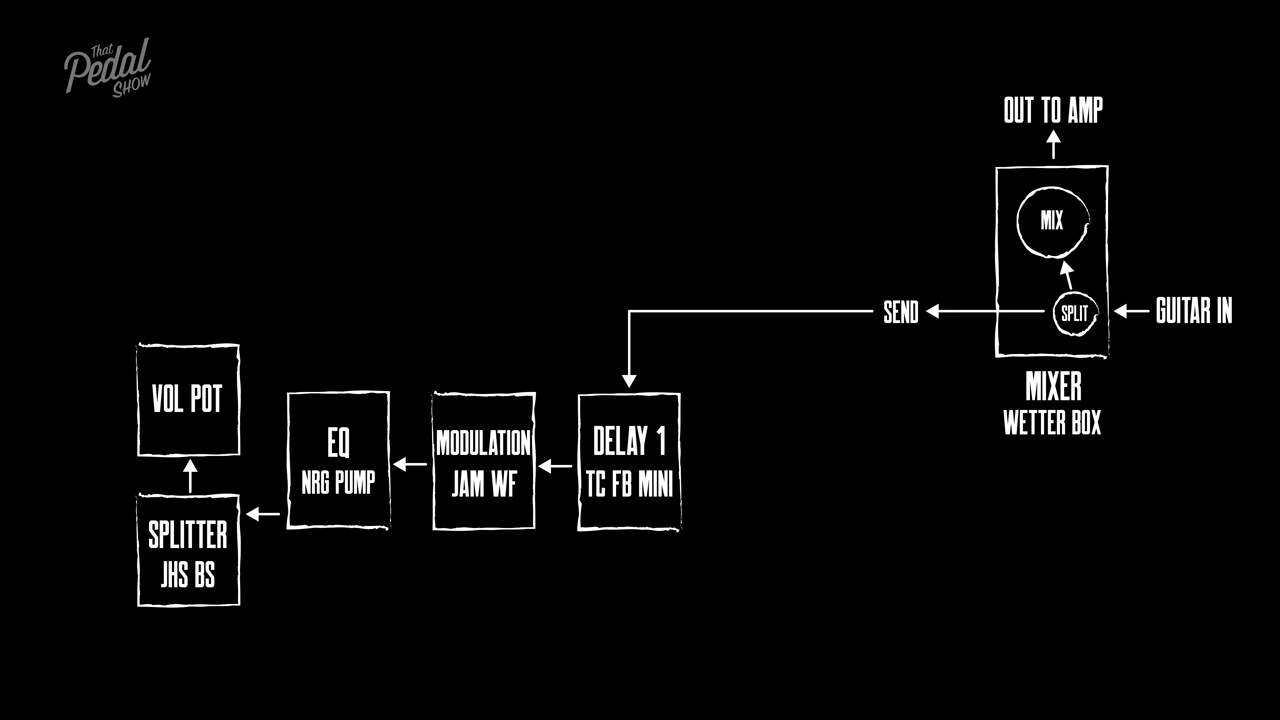 That
Pedal
SHOW
OUT TO AMP
MIX
SPLIT
GUITAR IN
SEND
MIXER
WETTER BOX
VOL POT
EQ
NRG PUMP
MODULATION
JAM WF
DELAY 1
TC FB MINI
SPLITTER
JHS BS